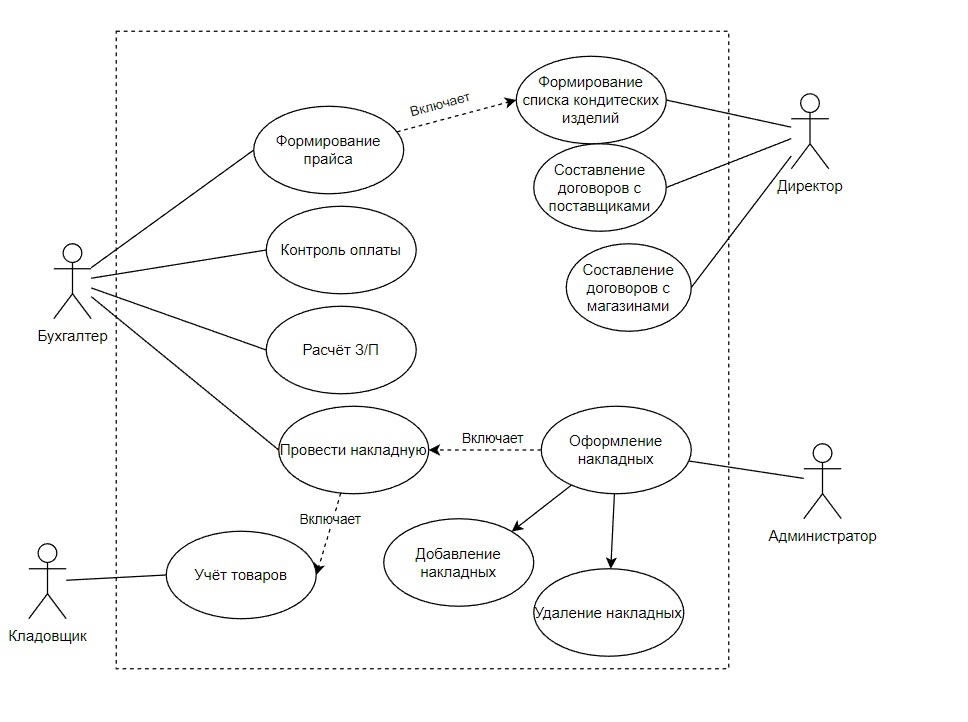 Формирование
списка кондитеских
изделий
Включает
Формирование
прайса
Составление
договоров с
поставщиками
Директор
Контроль оплаты
Составление
договоров с
магазинами
Бухгалтер
Расчёт З/П
Провести накладную
Включает
Оформление
накладных
Включает
Администратор
Учёт товаров
Добавление
накладных
Удаление накладных
Кладовщик